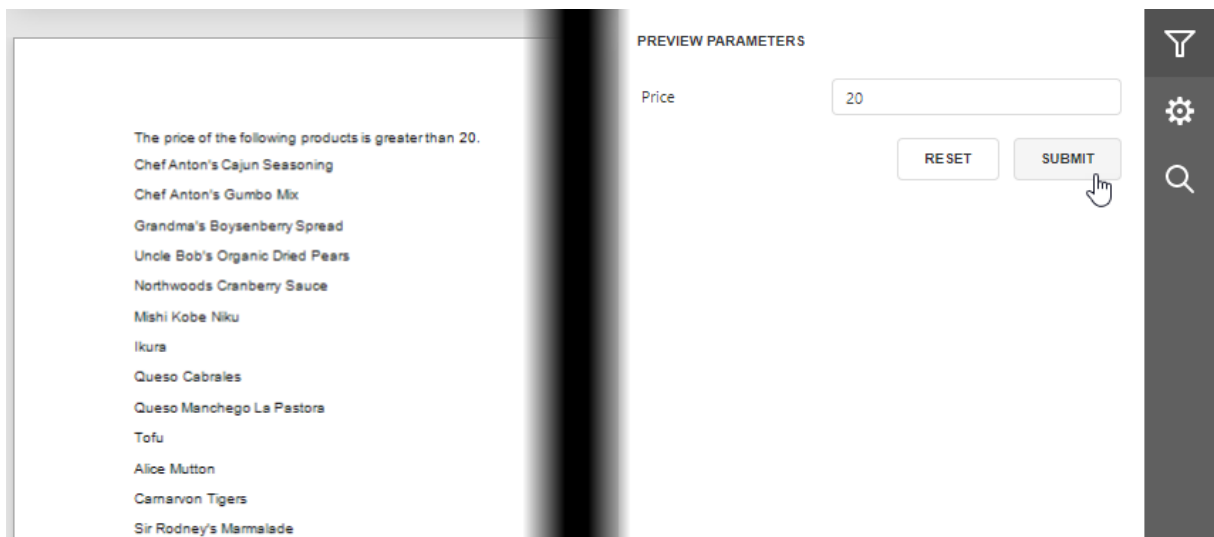 The price of the following products is greater than 20.
Chef Anton's Cajun Seasoning
Chef Anton's Gumbo Mix
Grandma's Boysenberry Spread
Uncle Bob's Organic Dried Pears
Northwoods Cranberry Sauce
Mishi Kobe Niku
Ikura
Queso Cabrales
Queso Manchego La Pastora
Tofu
Alice Mutton
Carnarvon Tigers
Sir Rodney's Marmalade
PREVIEW PARAMETERS
Price 20
RESET SUBMIT